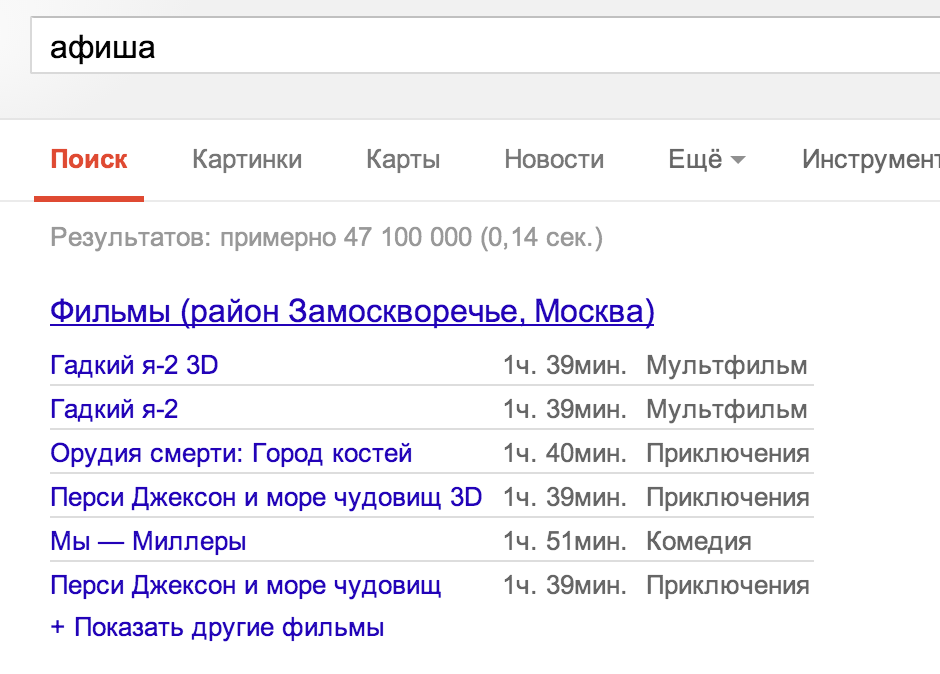 афиша
Поиск Картинки Карты Новости Ещё Инструмент
Результатов: примерно 47 100 000 (0,14 сек.)
Фильмы (район Замоскворечье, Москва)
Гадкий я-2 3D 1ч. 39мин. Мультфильм
Гадкий я-2 1ч. 39мин. Мультфильм
Орудия смерти: Город костей 1ч. 40мин. Приключения
Перси Джексон и море чудовищ 3D 1ч. 39мин. Приключения
Мы — Миллеры 1ч. 51мин. Комедия
Перси Джексон и море чудовищ 1ч. 39мин. Приключения
+ Показать другие фильмы